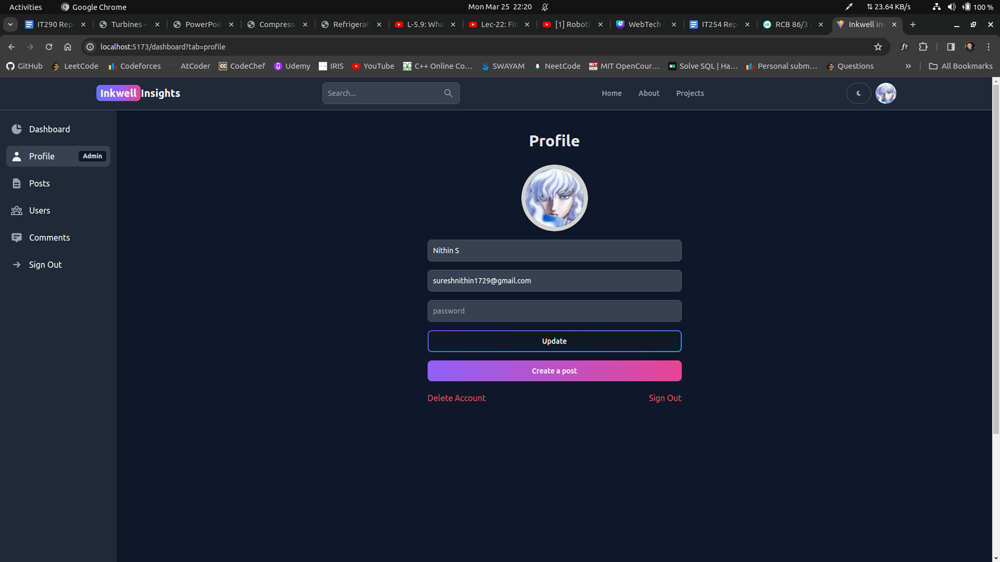 Activities Google Chrome Mon Mar 25 22:20 23.64 KB/s 100 %
IT290 Rep Turbines – PowerPoin Compress Refrigerat L-5.9: Wha Lec-22: Fin [1] Roboti WebTech IT254 Rep RCB 86/3 Inkwell ins
localhost:5173/dashboard?tab=profile
GitHub LeetCode Codeforces AtCoder CodeChef Udemy IRIS YouTube C++ Online Co... SWAYAM NeetCode MIT OpenCour... Solve SQL | Ha... Personal subm... Questions » All Bookmarks
Inkwell Insights Search... Home About Projects
Dashboard
Profile Admin
Posts
Users
Comments
Sign Out
Profile
Nithin S
sureshnithin1729@gmail.com
password
Update
Create a post
Delete Account Sign Out